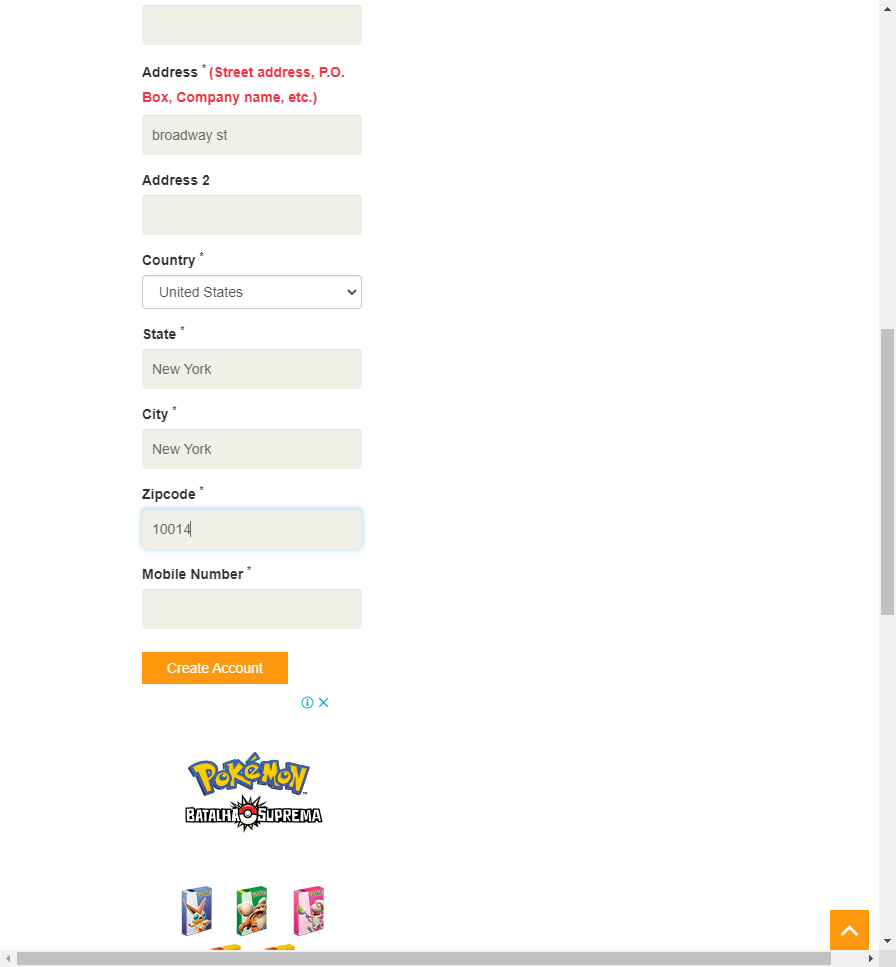 Address * (Street address, P.O.
Box, Company name, etc.)
broadway st
Address 2
Country *
United States
State *
New York
City *
New York
Zipcode *
10014
Mobile Number *
Create Account
POKÉMON
BATALHA SUPREMA